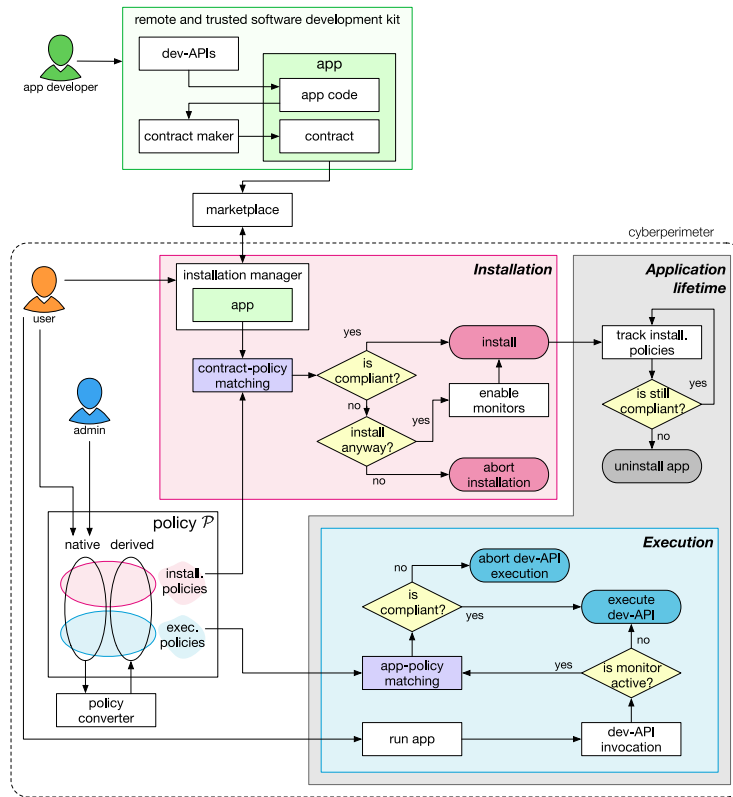 remote and trusted software development kit
dev-APIs
app
app code
contract maker
contract
app developer
marketplace
cyberperimeter
Installation
Application
lifetime
installation manager
app
user
yes
install
track install.
policies
contract-policy
matching
is
compliant?
enable
monitors
yes
is still
compliant?
no
yes
admin
install
anyway?
no
no
abort
installation
uninstall app
policy P
native
derived
Execution
install.
policies
no
abort dev-API
execution
is
compliant?
execute
dev-API
yes
exec.
policies
no
app-policy
matching
yes
is monitor
active?
policy
converter
run app
dev-API
invocation